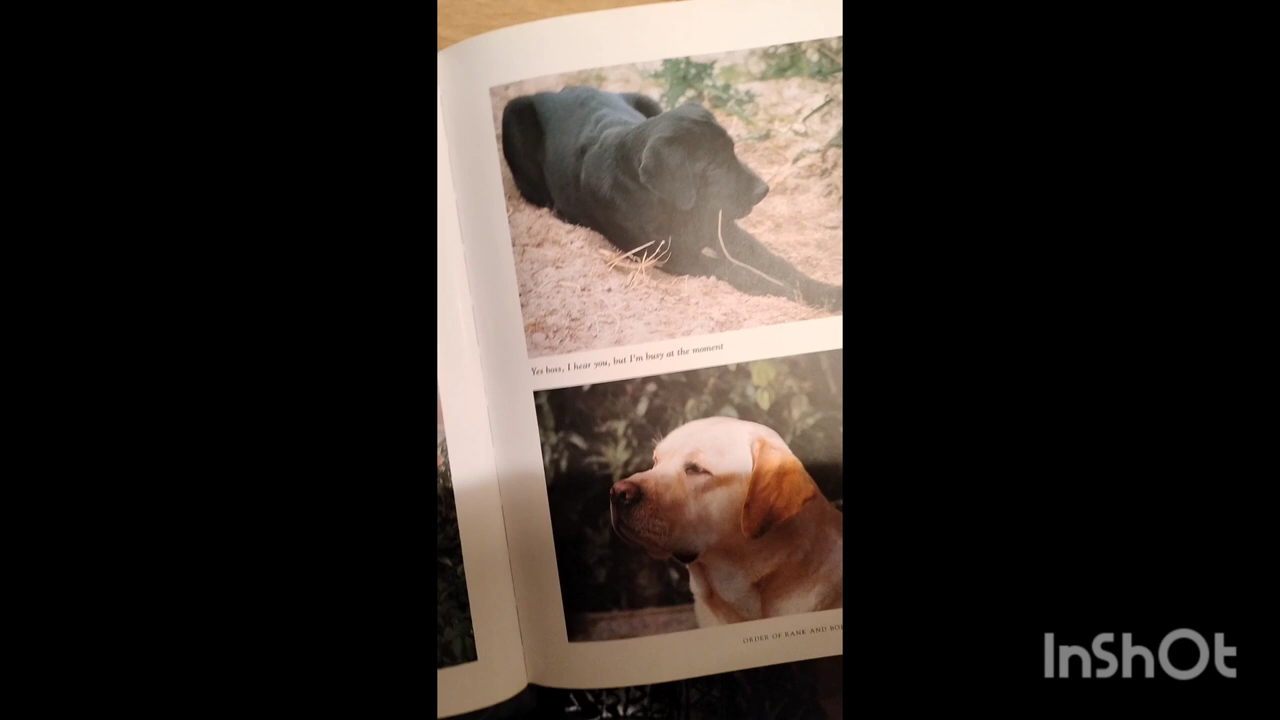 Yes boss, I hear you, but I'm busy at the moment
ORDER OF RANK AND
InShOt